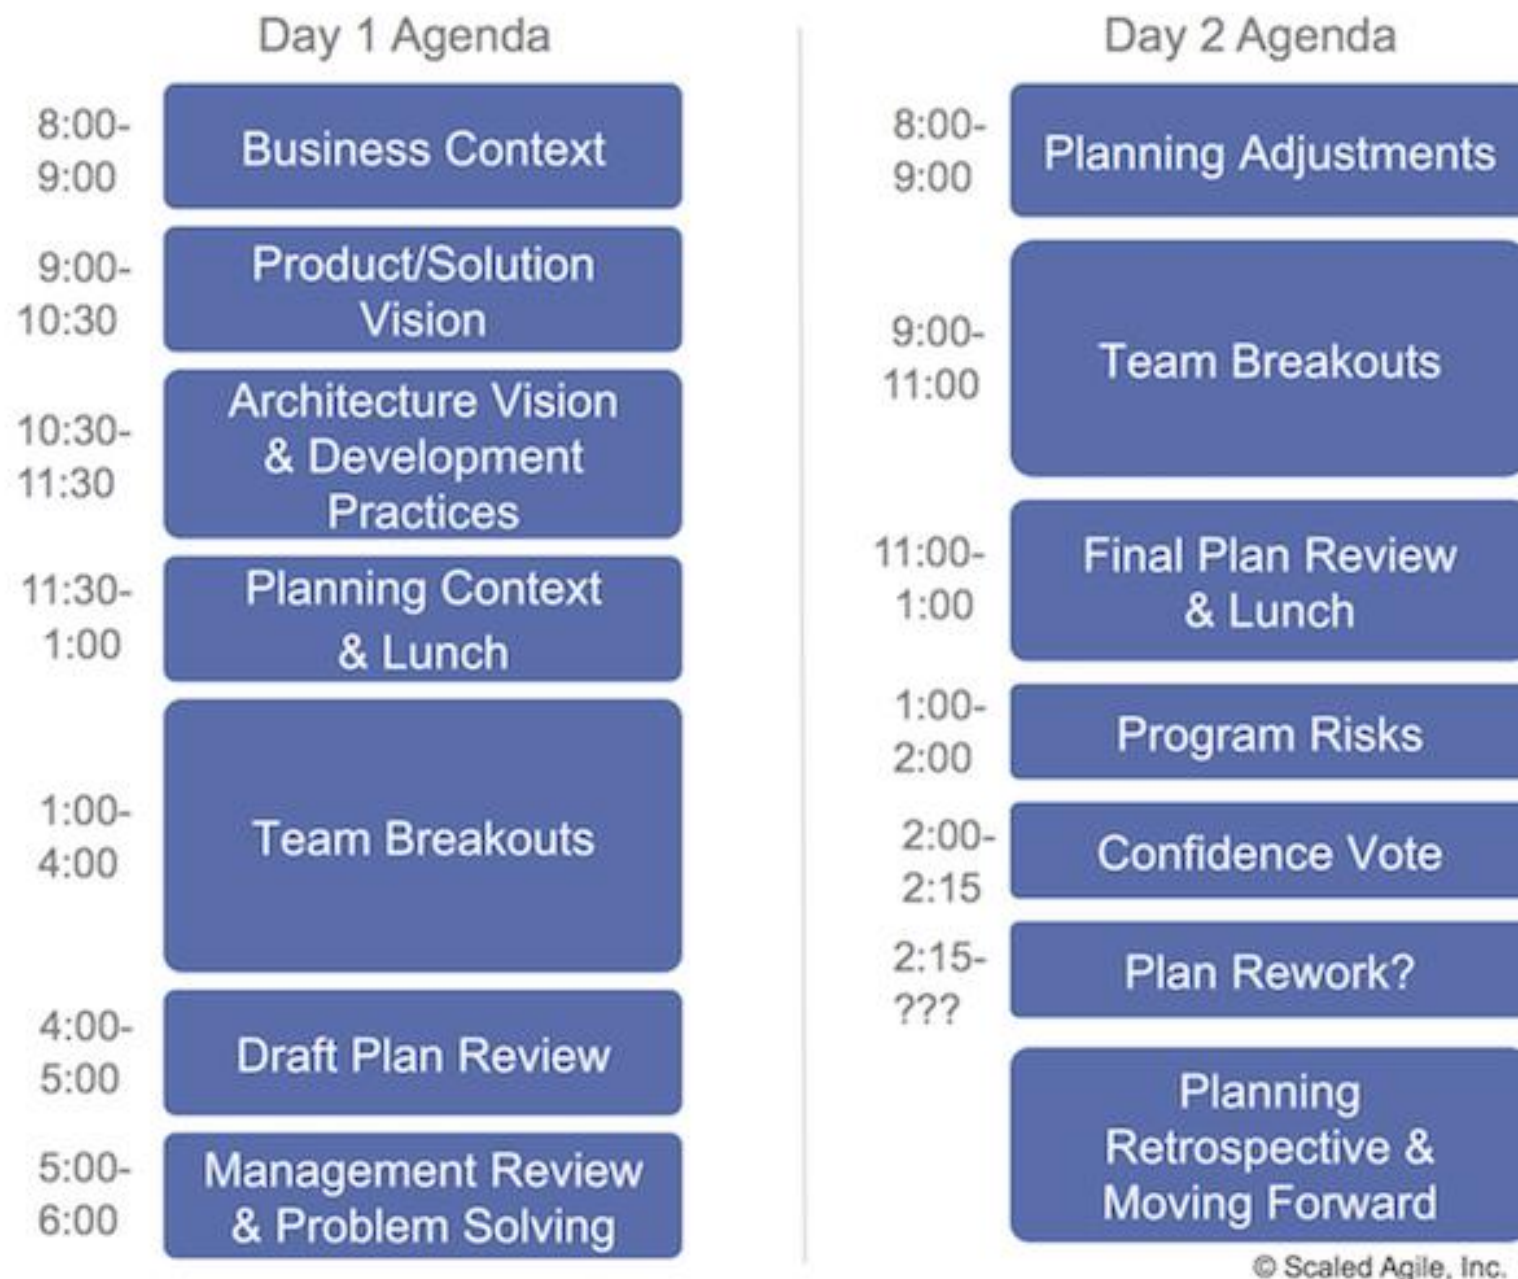 Day 1 Agenda
8:00-
9:00
Business Context
9:00-
10:30
Product/Solution
Vision
10:30-
11:30
Architecture Vision
& Development
Practices
11:30-
1:00
Planning Context
& Lunch
1:00-
4:00
Team Breakouts
4:00-
5:00
Draft Plan Review
5:00-
6:00
Management Review
& Problem Solving
Day 2 Agenda
8:00-
9:00
Planning Adjustments
9:00-
11:00
Team Breakouts
11:00-
1:00
Final Plan Review
& Lunch
1:00-
2:00
Program Risks
2:00-
2:15
Confidence Vote
2:15-
???
Plan Rework?
Planning
Retrospective &
Moving Forward
© Scaled Agile, Inc.